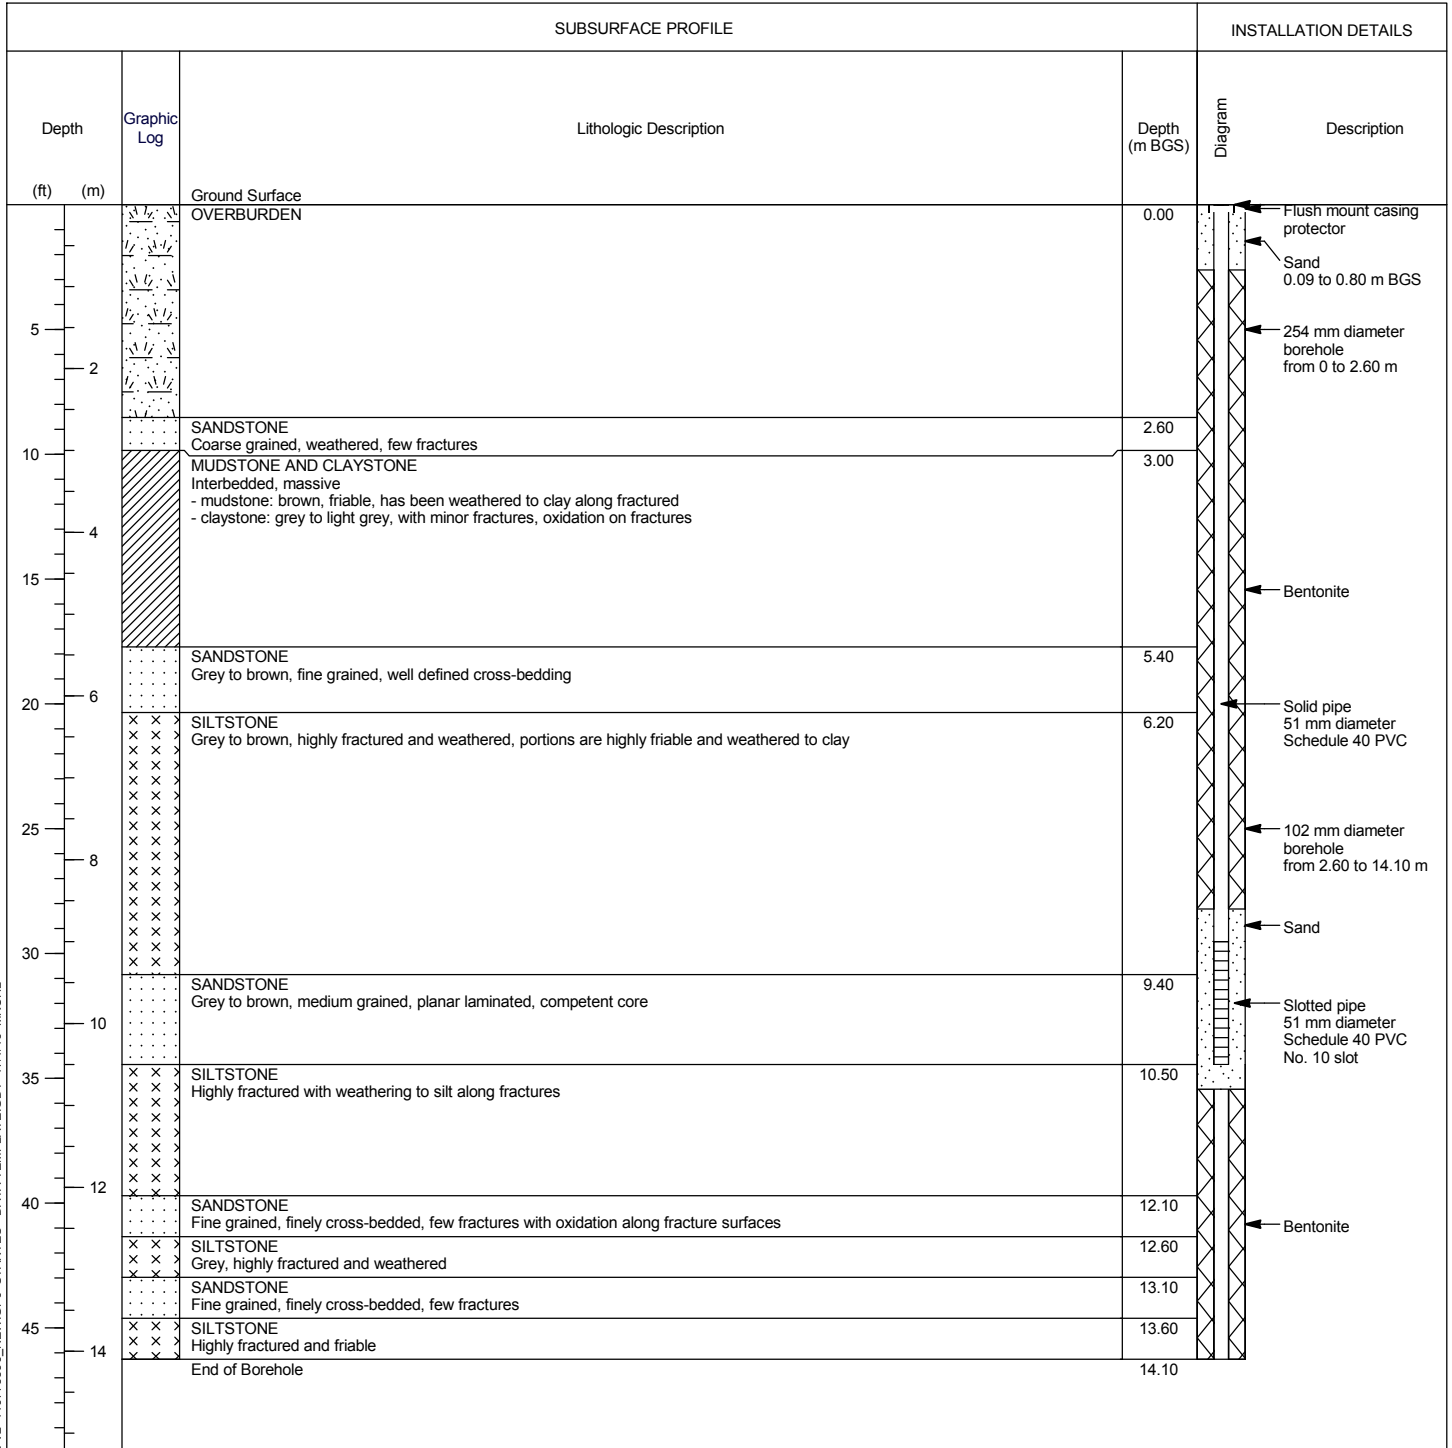 SUBSURFACE PROFILE
INSTALLATION DETAILS
Depth
Graphic
Log
Lithologic Description
Depth
(m BGS)
Diagram
Description
(ft) (m)
Ground Surface
OVERBURDEN
0.00
Flush mount casing
protector
Sand
0.09 to 0.80 m BGS
5
254 mm diameter
borehole
from 0 to 2.60 m
2
SANDSTONE
2.60
Coarse grained, weathered, few fractures
10
MUDSTONE AND CLAYSTONE
3.00
Interbedded, massive
- mudstone: brown, friable, has been weathered to clay along fractured
- claystone: grey to light grey, with minor fractures, oxidation on fractures
4
15
Bentonite
SANDSTONE
5.40
Grey to brown, fine grained, well defined cross-bedding
6
20
Solid pipe
51 mm diameter
Schedule 40 PVC
SILTSTONE
6.20
Grey to brown, highly fractured and weathered, portions are highly friable and weathered to clay
25
102 mm diameter
borehole
from 2.60 to 14.10 m
8
Sand
30
SANDSTONE
9.40
Grey to brown, medium grained, planar laminated, competent core
Slotted pipe
51 mm diameter
Schedule 40 PVC
No. 10 slot
10
35
SILTSTONE
10.50
Highly fractured with weathering to silt along fractures
12
40
SANDSTONE
12.10
Fine grained, finely cross-bedded, few fractures with oxidation along fracture surfaces
Bentonite
SILTSTONE
12.60
Grey, highly fractured and weathered
SANDSTONE
13.10
Fine grained, finely cross-bedded, few fractures
45
SILTSTONE
13.60
Highly fractured and friable
14
End of Borehole
14.10